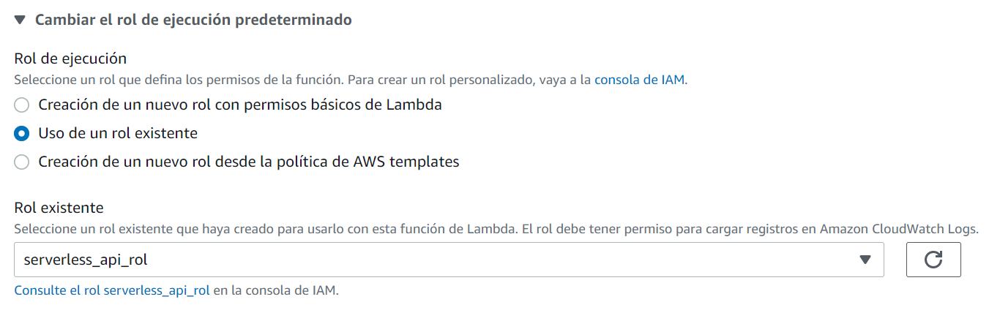 Cambiar el rol de ejecución predeterminado
Rol de ejecución
Seleccione un rol que defina los permisos de la función. Para crear un rol personalizado, vaya a la consola de IAM.
Creación de un nuevo rol con permisos básicos de Lambda
Uso de un rol existente
Creación de un nuevo rol desde la política de AWS templates
Rol existente
Seleccione un rol existente que haya creado para usarlo con esta función de Lambda. El rol debe tener permiso para cargar registros en Amazon CloudWatch Logs.
serverless_api_rol
Consulte el rol serverless_api_rol en la consola de IAM.